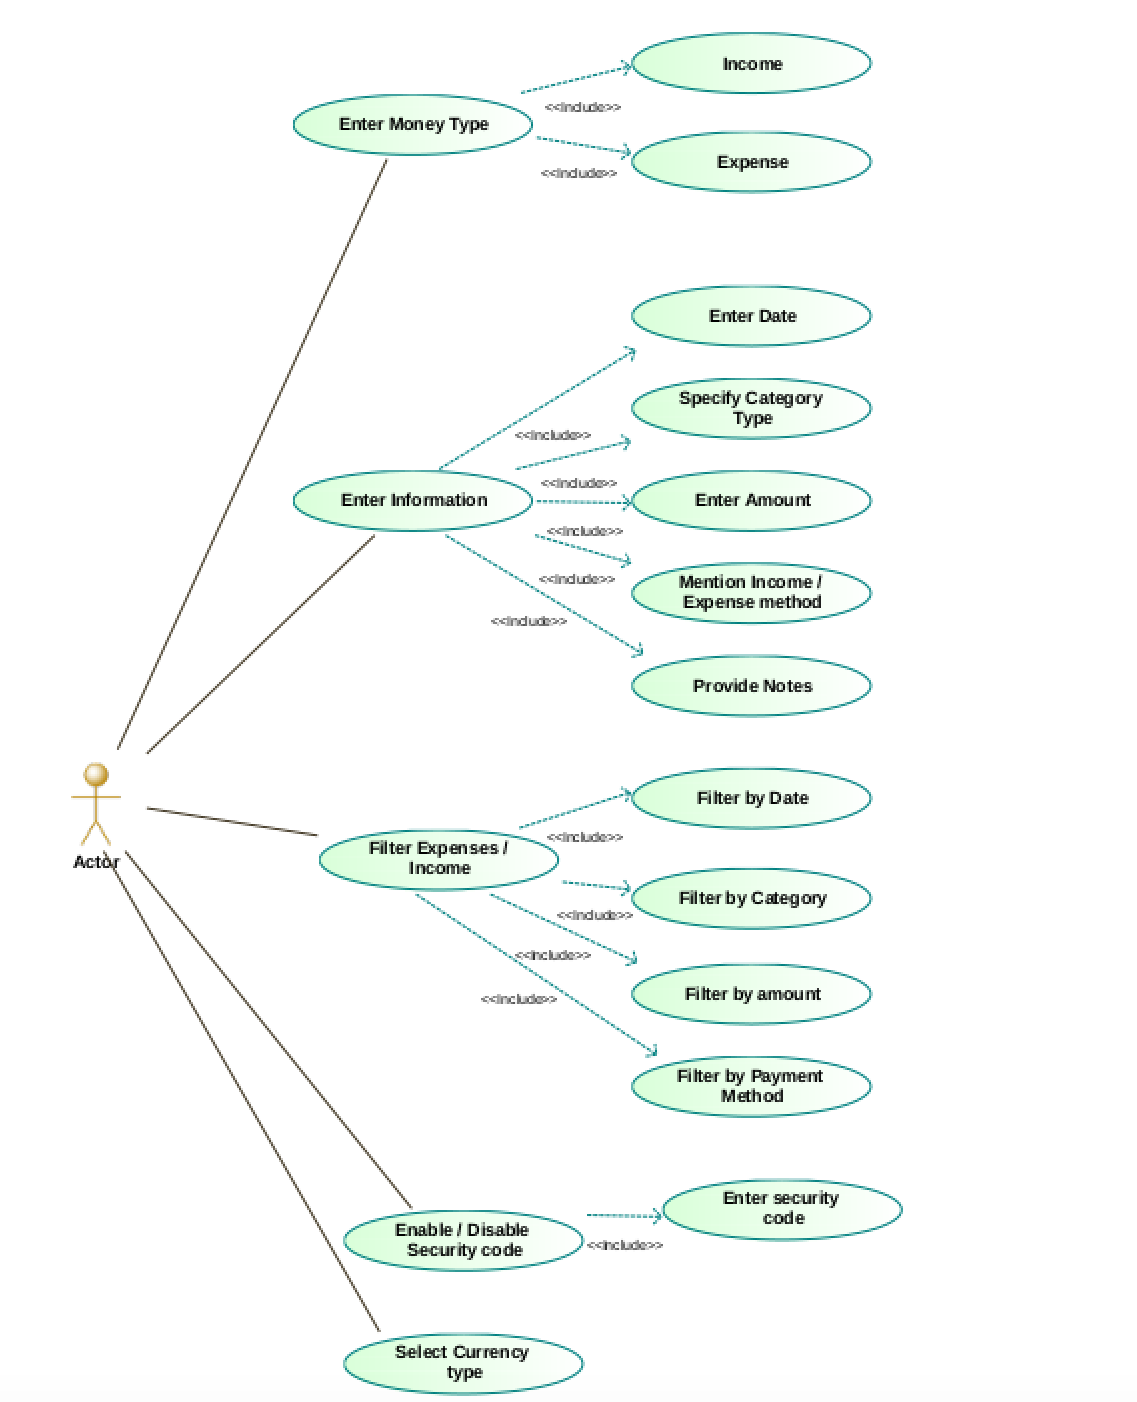 Income
<<Include>>
Enter Money Type
Expense
<<Include>>
Enter Date
Specify Category
Type
<<Include>>
<<Include>>
Enter Information
Enter Amount
<<Include>>
<<Include>>
Mention Income /
Expense method
<<Include>>
Provide Notes
Filter by Date
<<Include>>
Actor
Filter Expenses /
Income
Filter by Category
<<Include>>
<<Include>>
Filter by amount
<<Include>>
Filter by Payment
Method
Enter security
code
Enable / Disable
Security code
<<Include>>
Select Currency
type